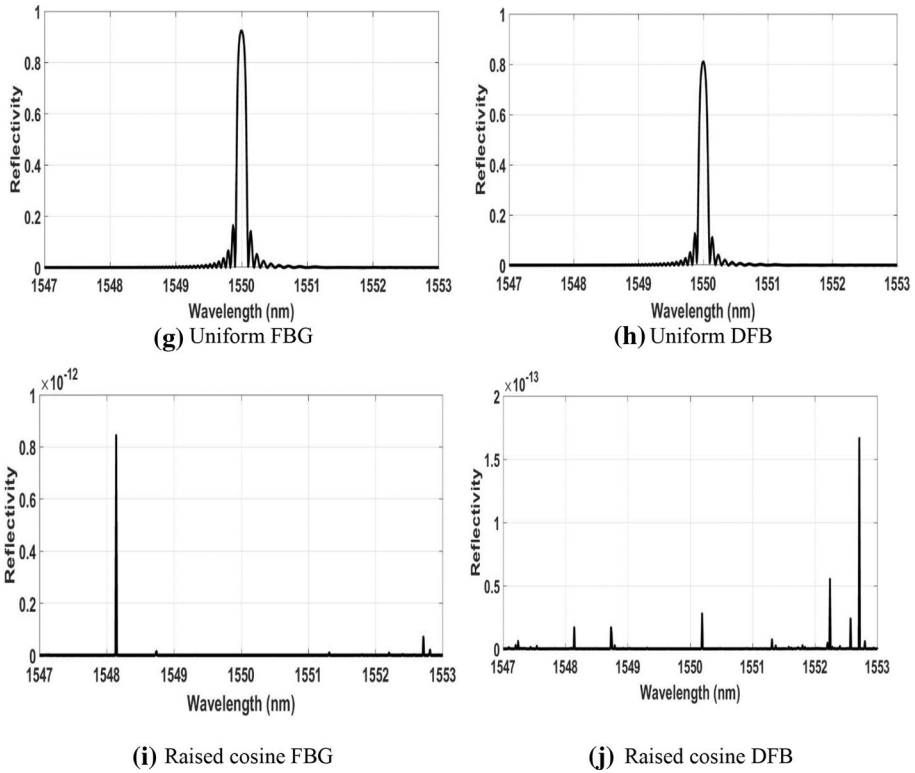 1
0.8
0.6
0.4
0.2
0
Reflectivity
1547 1548 1549 1550 1551 1552 1553
Wavelength (nm)
(g) Uniform FBG
1
0.8
0.6
0.4
0.2
0
Reflectivity
1547 1548 1549 1550 1551 1552 1553
Wavelength (nm)
(h) Uniform DFB
×10-12
1
0.8
0.6
0.4
0.2
0
Reflectivity
1547 1548 1549 1550 1551 1552 1553
Wavelength (nm)
(i) Raised cosine FBG
×10-13
2
1.5
1
0.5
0
Reflectivity
1547 1548 1549 1550 1551 1552 1553
Wavelength (nm)
(j) Raised cosine DFB